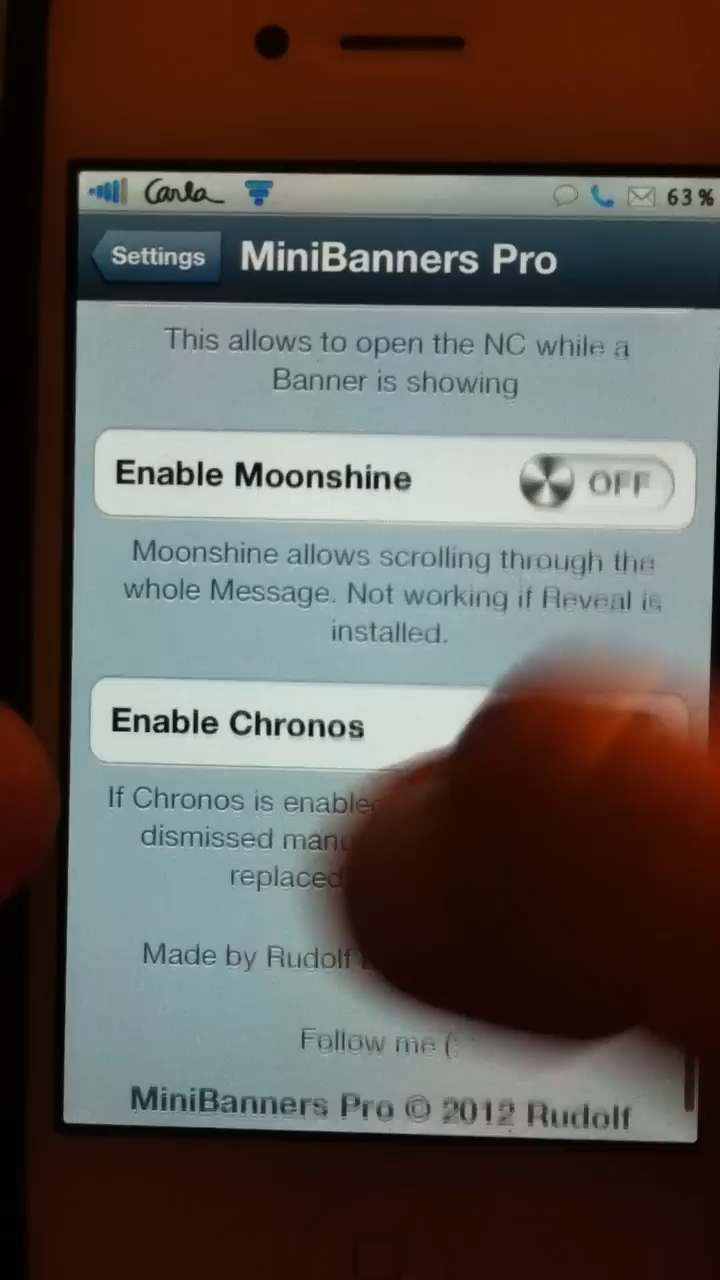 Carla 63%
Settings MiniBanners Pro
This allows to open the NC while a
Banner is showing
Enable Moonshine OFF
Moonshine allows scrolling through the
whole Message. Not working if Reveal is
installed.
Enable Chronos
If Chronos is enabled
dismissed
replaced
Made by Rudolf
Follow me (:
MiniBanners Pro © 2012 Rudolf